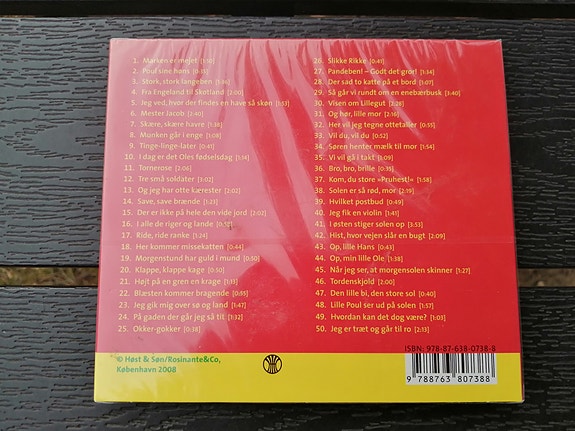 1. Marken er mejet [1:10]
2. Poul sine høns [0:55]
3. Stork, stork langeben [1:36]
4. Fra Engeland til Skotland [2:00]
5. Jeg ved, hvor der findes en have så skøn [1:53]
6. Mester Jacob [2:40]
7. Skære, skære havre [1:36]
8. Munken går i enge [1:08]
9. Tinge-linge-later [0:41]
10. I dag er det Oles fødselsdag [1:14]
11. Tornerose [2:06]
12. Tre små soldater [2:02]
13. Og jeg har otte kærester [2:02]
14. Save, save brænde [1:23]
15. Der er ikke på hele den vide jord [2:02]
16. I alle de riger og lande [0:52]
17. Ride, ride ranke [1:24]
18. Her kommer missekatten [0:44]
19. Morgenstund har guld i mund [0:50]
20. Klappe, klappe kage [0:50]
21. Højt på en gren en krage [1:33]
22. Blæsten kommer bragende [0:55]
23. Jeg gik mig over sø og land [1:47]
24. På gaden der går jeg så tit [1:32]
25. Okker-gokker [0:38]
26. Slikke Rikke [0:41]
27. Pandeben! – Godt det gror! [1:34]
28. Der sad to katte på et bord [1:07]
29. Så går vi rundt om en enebærbusk [3:40]
30. Visen om Lillegut [2:28]
31. Og hør, lille mor [2:16]
32. Her vil jeg tegne ottetaller [0:55]
33. Vil du, vil du [0:52]
34. Søren henter mælk til mor [1:54]
35. Vi vil gå i takt [1:09]
36. Bro, bro, brille [0:35]
37. Kom, du store »Pruhest!« [1:58]
38. Solen er så rød, mor [2:19]
39. Hvilket postbud [0:49]
40. Jeg fik en violin [1:41]
41. I østen stiger solen op [3:53]
42. Hist, hvor vejen slår en bugt [2:09]
43. Op, lille Hans [0:43]
44. Op, min lille Ole [1:38]
45. Når jeg ser, at morgensolen skinner [1:27]
46. Tordenskjold [2:00]
47. Den lille bi, den store sol [0:40]
48. Lille Poul ser ud på solen [1:57]
49. Hvordan kan det dog være? [1:03]
50. Jeg er træt og går til ro [2:13]
© Høst & Søn/Rosinante&Co,
København 2008
ISBN: 978-87-638-0738-8
9 788763 807388